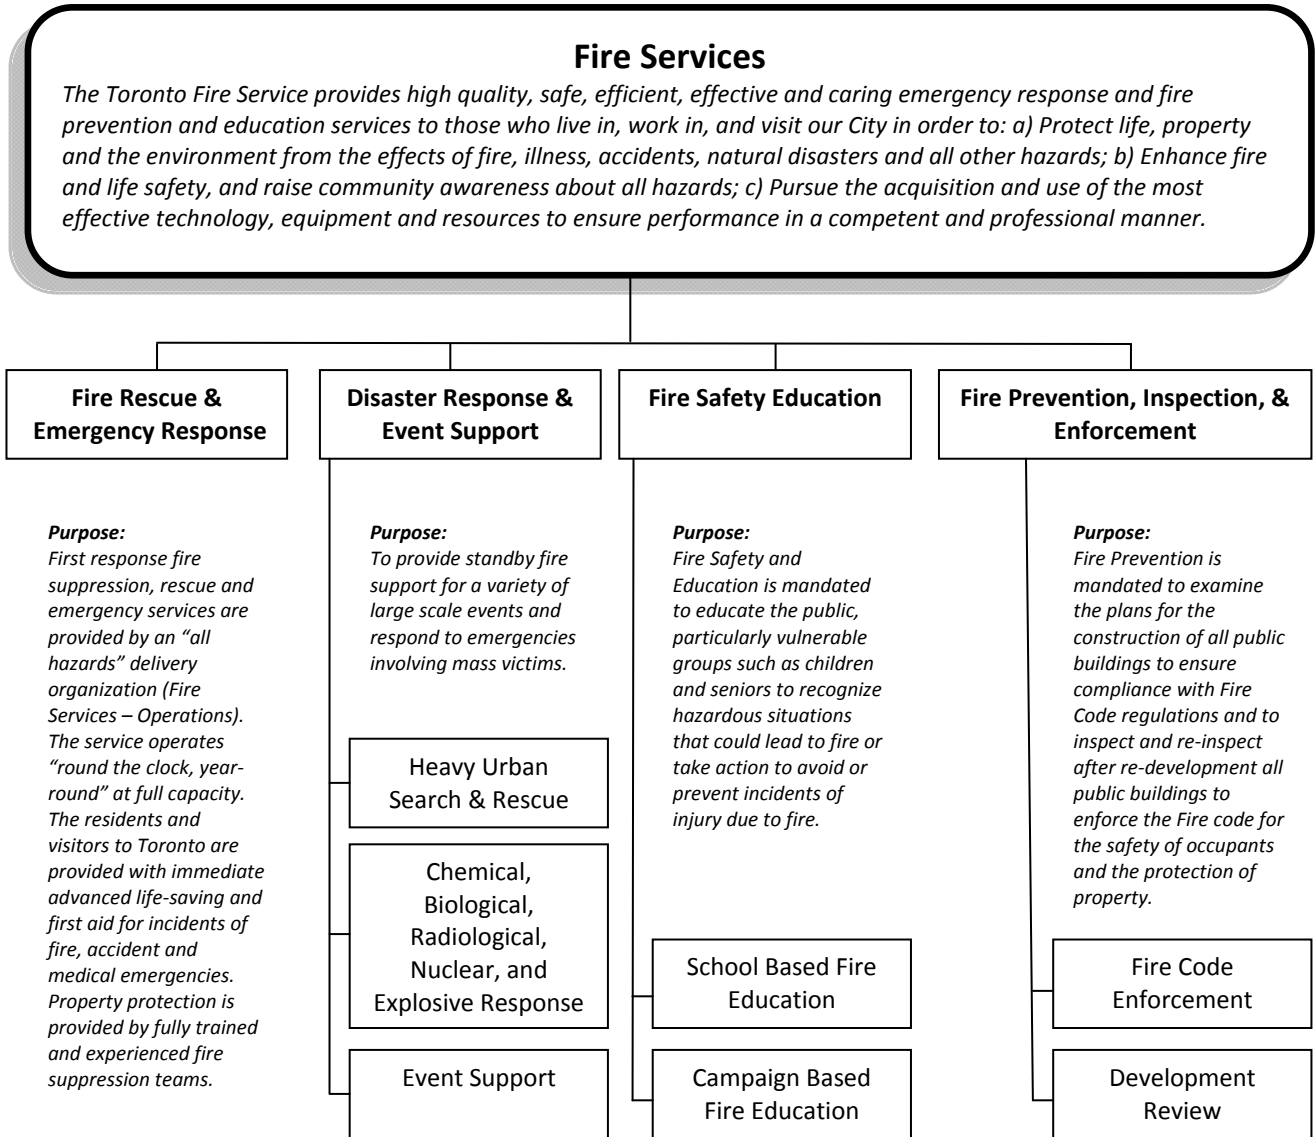 Fire Services
The Toronto Fire Service provides high quality, safe, efficient, effective and caring emergency response and fire
prevention and education services to those who live in, work in, and visit our City in order to: a) Protect life, property
and the environment from the effects of fire, illness, accidents, natural disasters and all other hazards; b) Enhance fire
and life safety, and raise community awareness about all hazards; c) Pursue the acquisition and use of the most
effective technology, equipment and resources to ensure performance in a competent and professional manner.
Fire Rescue &
Emergency Response
Purpose:
First response fire
suppression, rescue and
emergency services are
provided by an “all
hazards” delivery
organization (Fire
Services – Operations).
The service operates
“round the clock, year-
round” at full capacity.
The residents and
visitors to Toronto are
provided with immediate
advanced life-saving and
first aid for incidents of
fire, accident and
medical emergencies.
Property protection is
provided by fully trained
and experienced fire
suppression teams.
Disaster Response &
Event Support
Purpose:
To provide standby fire
support for a variety of
large scale events and
respond to emergencies
involving mass victims.
Heavy Urban
Search & Rescue
Chemical,
Biological,
Radiological,
Nuclear, and
Explosive Response
Event Support
Fire Safety Education
Purpose:
Fire Safety and
Education is mandated
to educate the public,
particularly vulnerable
groups such as children
and seniors to recognize
hazardous situations
that could lead to fire or
take action to avoid or
prevent incidents of
injury due to fire.
School Based Fire
Education
Campaign Based
Fire Education
Fire Prevention, Inspection, &
Enforcement
Purpose:
Fire Prevention is
mandated to examine
the plans for the
construction of all public
buildings to ensure
compliance with Fire
Code regulations and to
inspect and re-inspect
after re-development all
public buildings to
enforce the Fire code for
the safety of occupants
and the protection of
property.
Fire Code
Enforcement
Development
Review